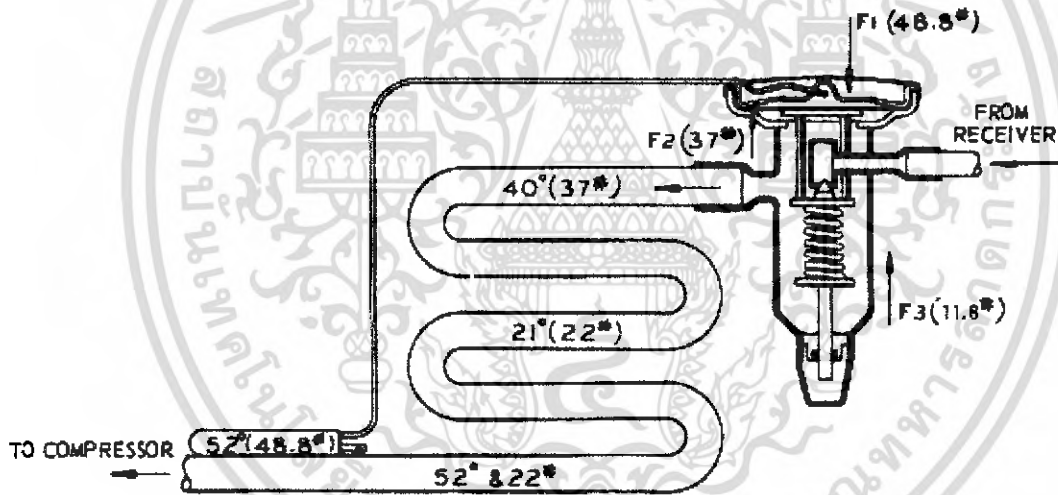 F1 (48.8#)
FROM
RECEIVER
F2 (37#)
40° (37#)
F3 (11.8#)
21° (22#)
TO COMPRESSOR
52° (48.8#)
52° & 22#